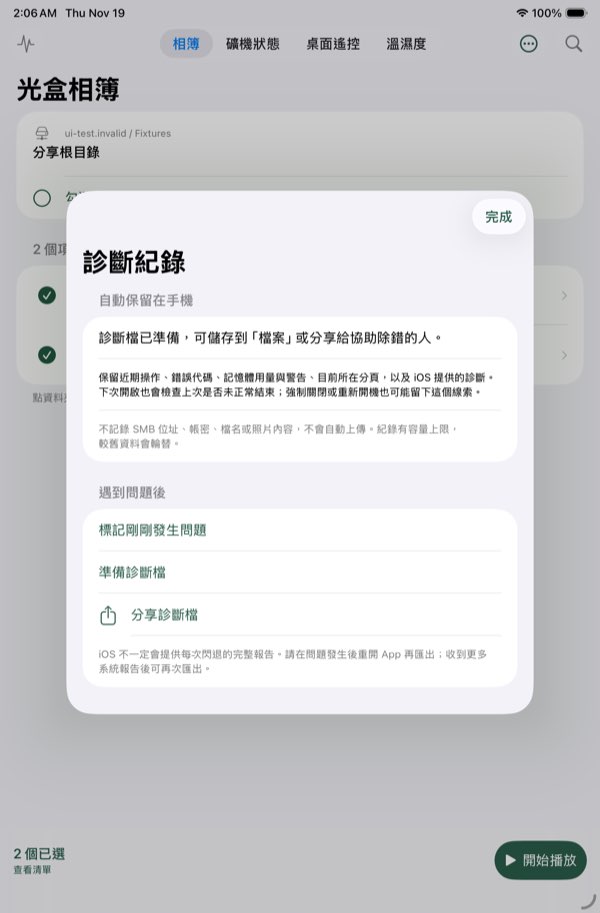 2:06 AM Thu Nov 19
100%
相簿
礦機狀態
桌面遙控
溫濕度
光盒相簿
ui-test.invalid / Fixtures
分享根目錄
2 個項
點資料
完成
診斷紀錄
自動保留在手機
診斷檔已準備，可儲存到「檔案」或分享給協助除錯的人。
保留近期操作、錯誤代碼、記憶體用量與警告、目前所在分頁，以及 iOS 提供的診斷。
下次開啟也會檢查上次是否未正常結束；強制關閉或重新開機也可能留下這個線索。
不記錄 SMB 位址、帳密、檔名或照片內容，不會自動上傳。紀錄有容量上限，
較舊資料會輪替。
遇到問題後
標記剛剛發生問題
準備診斷檔
分享診斷檔
iOS 不一定會提供每次閃退的完整報告。請在問題發生後重開 App 再匯出；收到更多
系統報告後可再次匯出。
2 個已選
查看清單
開始播放